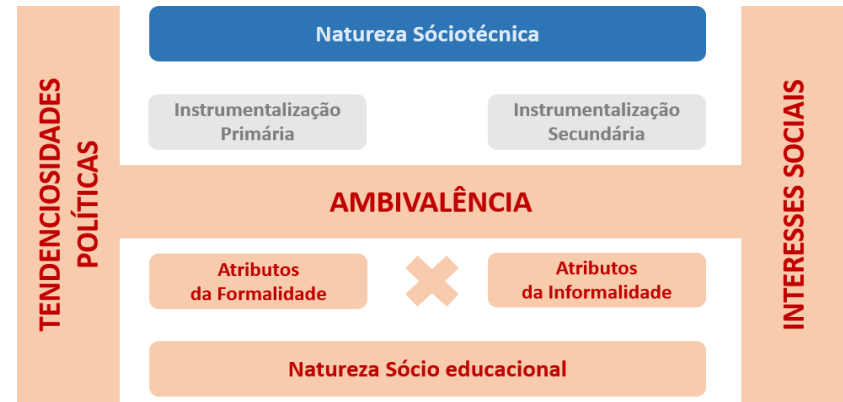 Natureza Sóciotécnica
TENDENCIOSIDADES
POLÍTICAS
Instrumentalização
Primária
Instrumentalização
Secundária
INTERESSES SOCIAIS
AMBIVALÊNCIA
Atributos
da Formalidade
Atributos
da Informalidade
Natureza Sócio educacional